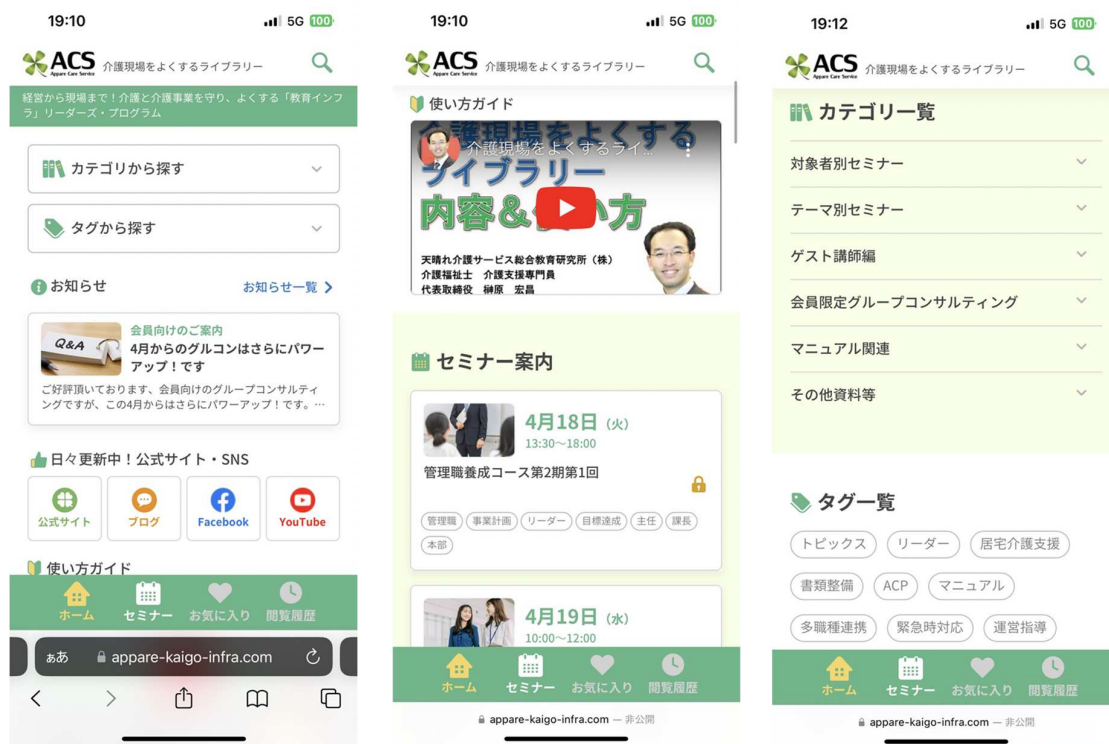 19:10
5G 100
ACS 介護現場をよくするライブラリー
Appare Care Service
経営から現場まで!介護と介護事業を守り、よくする「教育インフ
ラ」リーダーズ・プログラム
カテゴリから探す
タグから探す
お知らせ
お知らせ一覧
Q&A
会員向けのご案内
4月からのグルコンはさらにパワー
アップ!です
ご好評頂いております、会員向けのグループコンサルティ
ングですが、この4月からはさらにパワーアップ!です。…
日々更新中!公式サイト・SNS
公式サイト
ブログ
Facebook
YouTube
使い方ガイド
ホーム
セミナー
お気に入り
閲覧履歴
ぁあ
appare-kaigo-infra.com
19:10
5G 100
ACS 介護現場をよくするライブラリー
Appare Care Service
使い方ガイド
介護現場をよくする
介護現場をよくするライ...
ライブラリー
内容&使い方
天晴れ介護サービス総合教育研究所(株)
介護福祉士 介護支援専門員
代表取締役 榊原 宏昌
セミナー案内
4月18日(火)
13:30〜18:00
管理職養成コース第2期第1回
管理職
事業計画
リーダー
目標達成
主任
課長
本部
4月19日(水)
10:00〜12:00
ホーム
セミナー
お気に入り
閲覧履歴
appare-kaigo-infra.com — 非公開
19:12
5G 100
ACS 介護現場をよくするライブラリー
Appare Care Service
カテゴリ一覧
対象者別セミナー
テーマ別セミナー
ゲスト講師編
会員限定グループコンサルティング
マニュアル関連
その他資料等
タグ一覧
トピックス
リーダー
居宅介護支援
書類整備
ACP
マニュアル
多職種連携
緊急時対応
運営指導
ホーム
セミナー
お気に入り
閲覧履歴
appare-kaigo-infra.com — 非公開